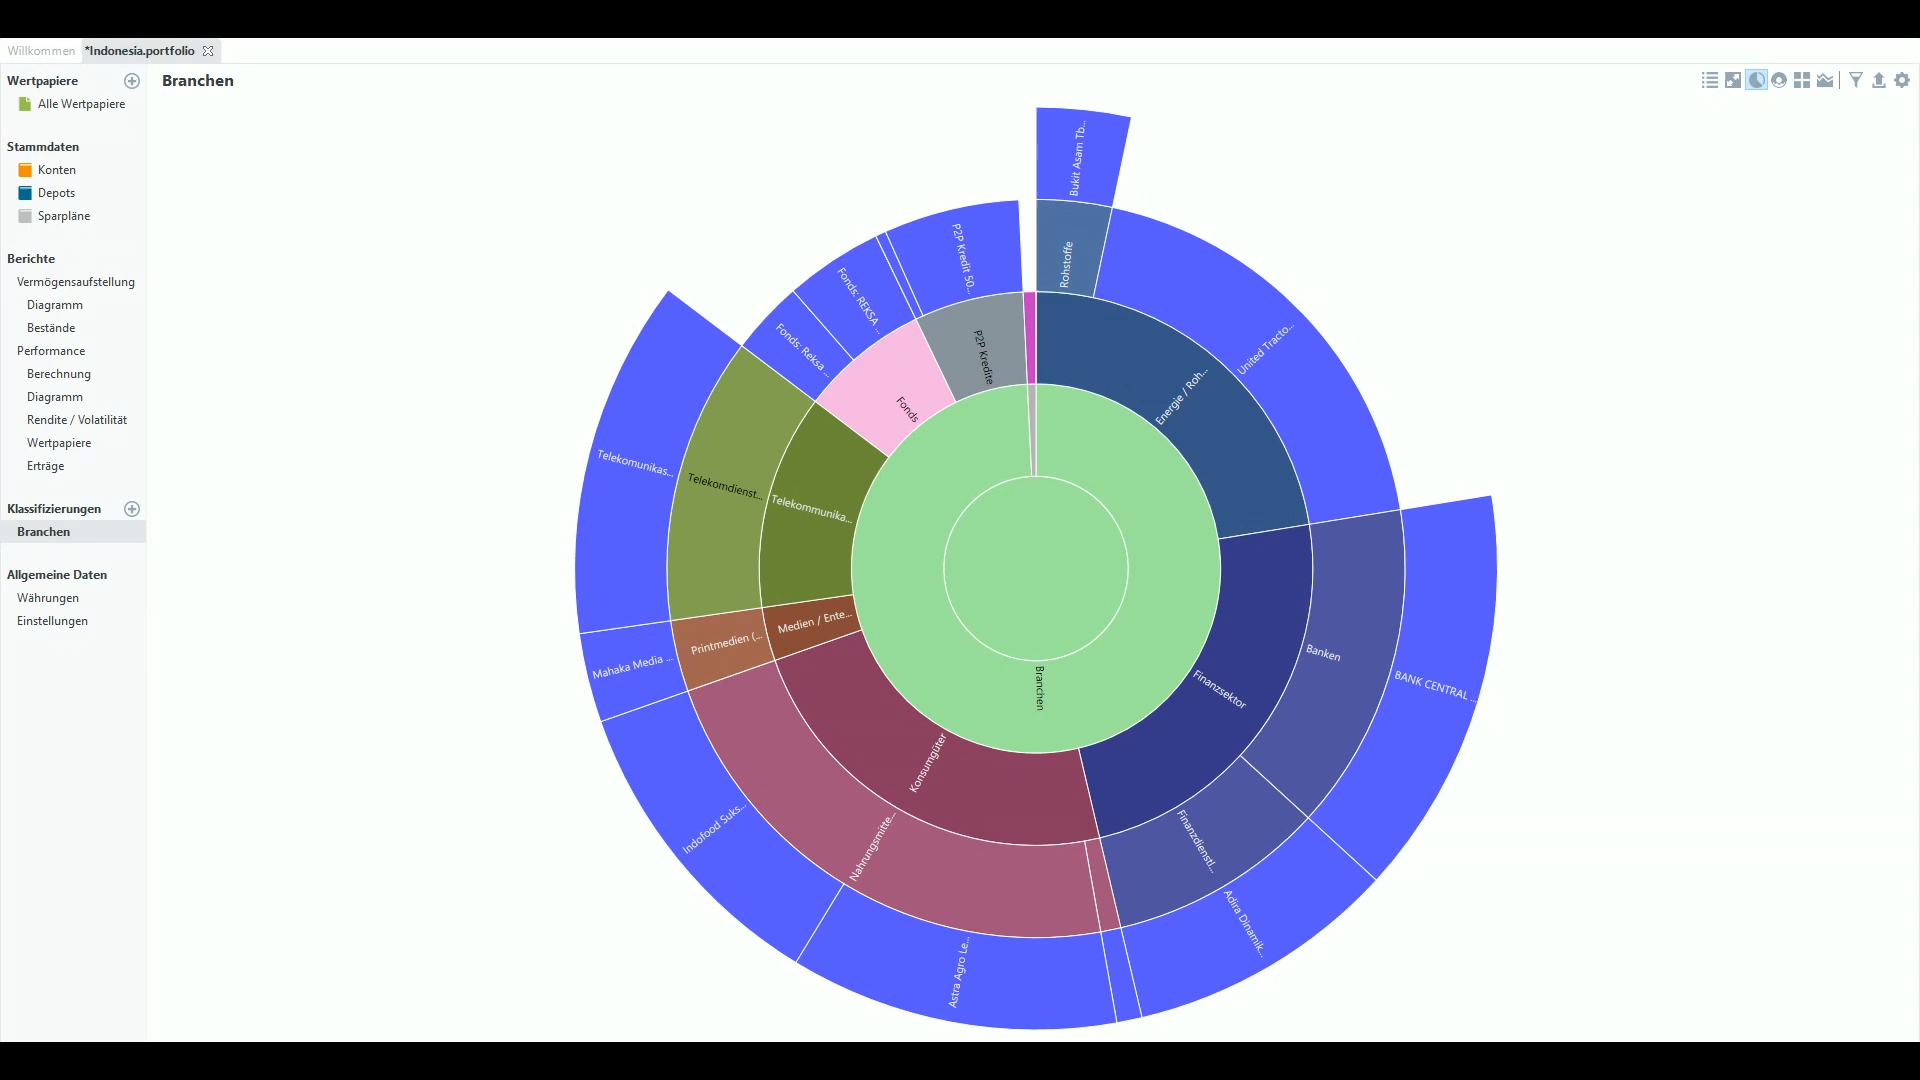 Willkommen
*Indonesia.portfolio
Wertpapiere
Alle Wertpapiere
Stammdaten
Konten
Depots
Sparpläne
Berichte
Vermögensaufstellung
Diagramm
Bestände
Performance
Berechnung
Diagramm
Rendite / Volatilität
Wertpapiere
Erträge
Klassifizierungen
Branchen
Allgemeine Daten
Währungen
Einstellungen
Branchen
Bukit Asam Tb...
Rohstoffe
United Tracto...
Energie / Roh...
Banken
BANK CENTRAL ...
Finanzsektor
Finanzdienstl...
Adira Dinamik...
Branchen
Konsumgüter
Nahrungsmitte...
Astra Agro Le...
Indofood Suks...
Medien / Ente...
Printmedien (...
Mahaka Media ...
Telekommunika...
Telekomdienst...
Telekomunikas...
Fonds
Fonds: Reksa ...
Fonds: REKSA ...
P2P Kredite
P2P Kredit 50...